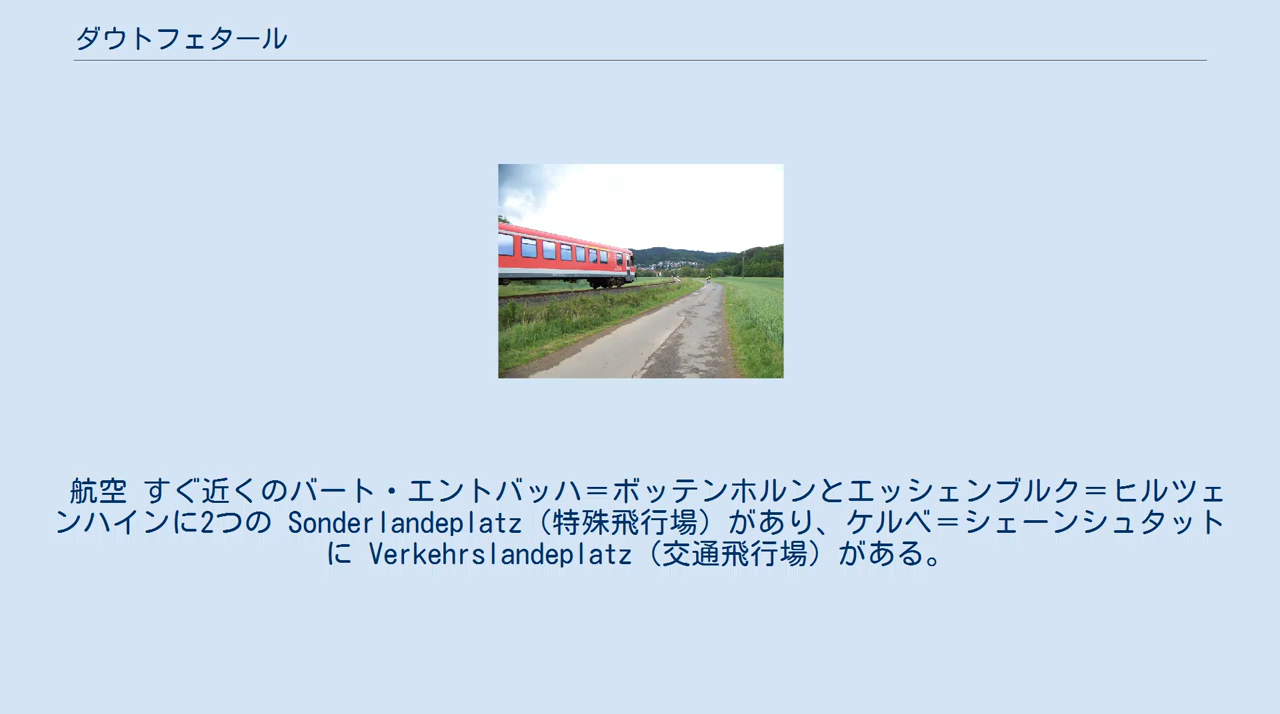 ダウトフェタール
航空 すぐ近くのバート・エントバッハ＝ボッテンホルンとエッシェンブルク＝ヒルツェ
ンハインに2つの Sonderlandeplatz（特殊飛行場）があり、ケルベ＝シェーンシュタット
に Verkehrslandeplatz（交通飛行場）がある。